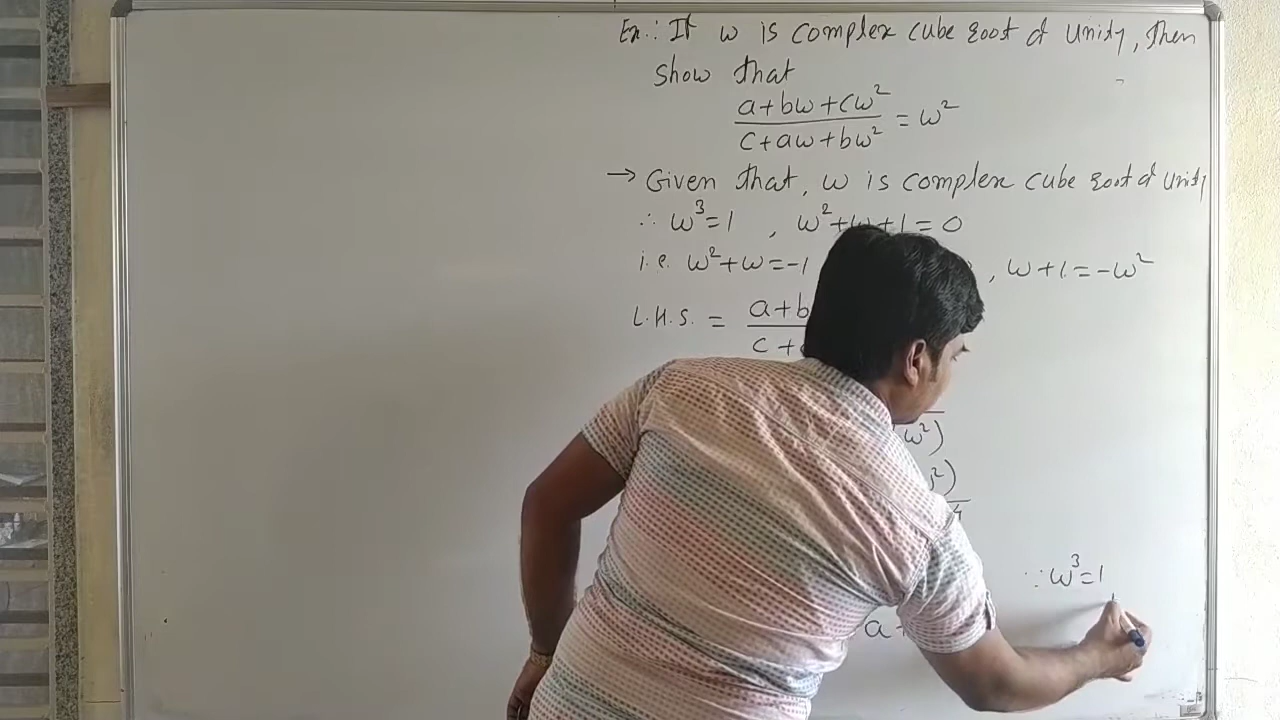 Ex.: If ω is complex cube root of unity, then
show that
a+bω+cω²
c+aω+bω² = ω²
→ Given that, ω is complex cube root of unity
∴ ω³=1 , ω²+ω+1=0
i.e. ω²+ω=-1 , ω+1=-ω²
L.H.S. = a+b
c+
ω²)
²)
4
∵ ω³=1
a+